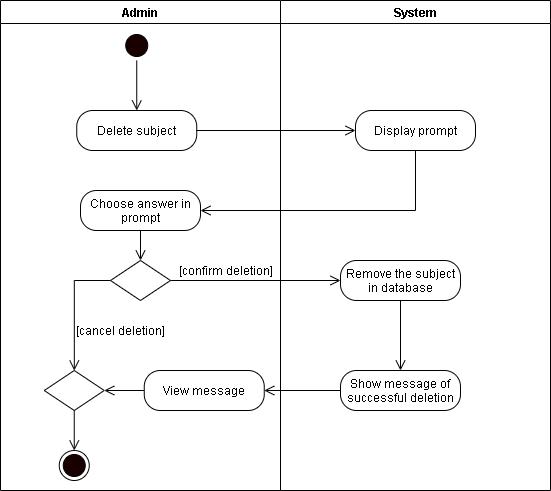 Admin
System
Delete subject
Display prompt
Choose answer in
prompt
[confirm deletion]
Remove the subject
in database
[cancel deletion]
View message
Show message of
successful deletion